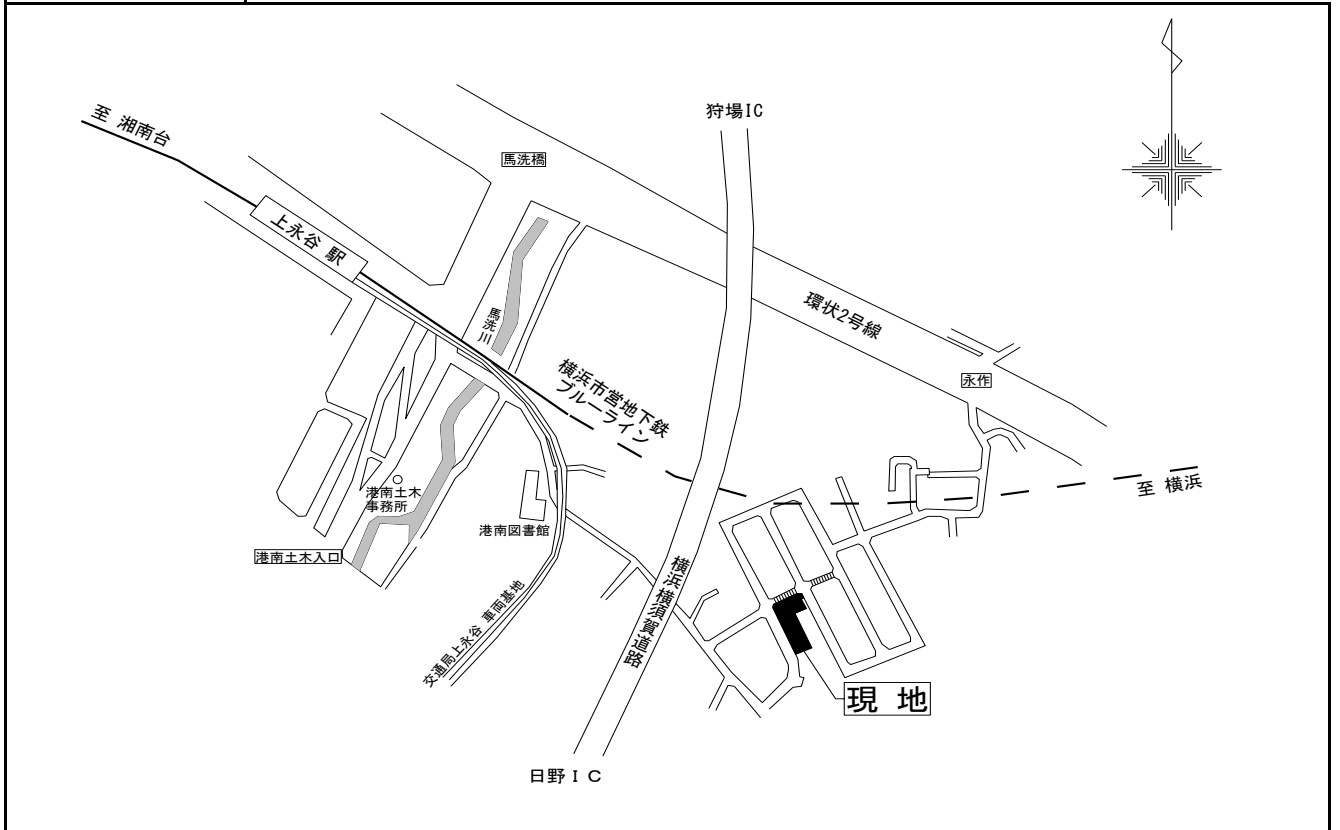 狩場IC
至 湘南台
馬洗橋
上永谷 駅
環状2号線
馬洗川
横浜市営地下鉄
ブルーライン
永作
至 横浜
港南土木
事務所
港南図書館
港南土木入口
横浜横須賀道路
交通局上永谷 車両基地
現 地
日野 I C